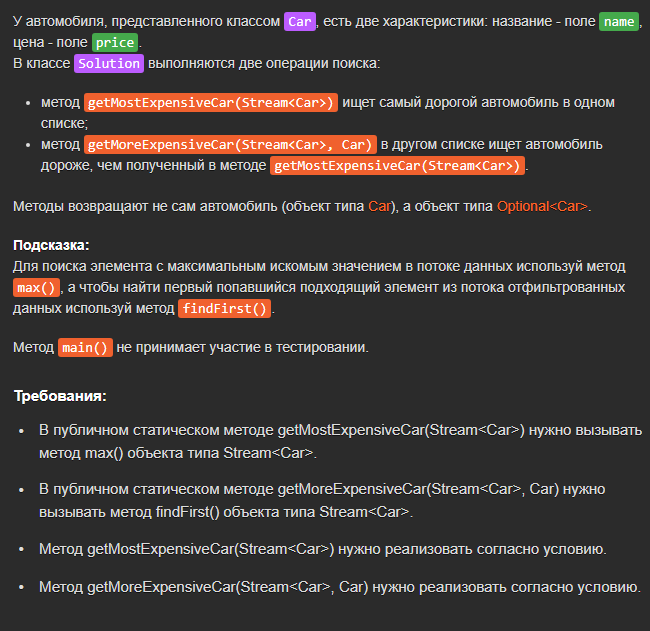 У автомобиля, представленного классом Car, есть две характеристики: название - поле name,
цена - поле price.
В классе Solution выполняются две операции поиска:
• метод getMostExpensiveCar(Stream<Car>) ищет самый дорогой автомобиль в одном
списке;
• метод getMoreExpensiveCar(Stream<Car>, Car) в другом списке ищет автомобиль
дороже, чем полученный в методе getMostExpensiveCar(Stream<Car>).
Методы возвращают не сам автомобиль (объект типа Car), а объект типа Optional<Car>.
Подсказка:
Для поиска элемента с максимальным искомым значением в потоке данных используй метод
max(), а чтобы найти первый попавшийся подходящий элемент из потока отфильтрованных
данных используй метод findFirst().
Метод main() не принимает участие в тестировании.
Требования:
• В публичном статическом методе getMostExpensiveCar(Stream<Car>) нужно вызывать
метод max() объекта типа Stream<Car>.
• В публичном статическом методе getMoreExpensiveCar(Stream<Car>, Car) нужно
вызывать метод findFirst() объекта типа Stream<Car>.
• Метод getMostExpensiveCar(Stream<Car>) нужно реализовать согласно условию.
• Метод getMoreExpensiveCar(Stream<Car>, Car) нужно реализовать согласно условию.